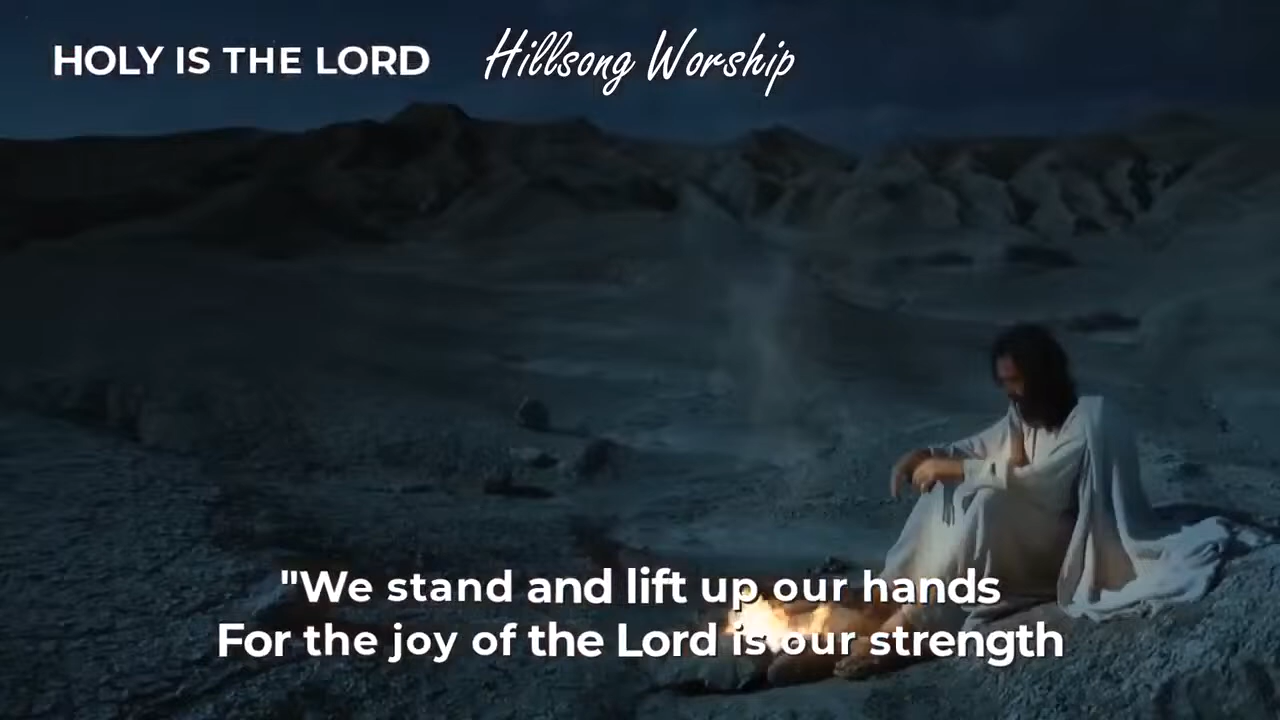 HOLY IS THE LORD Hillsong Worship
"We stand and lift up our hands
For the joy of the Lord is our strength